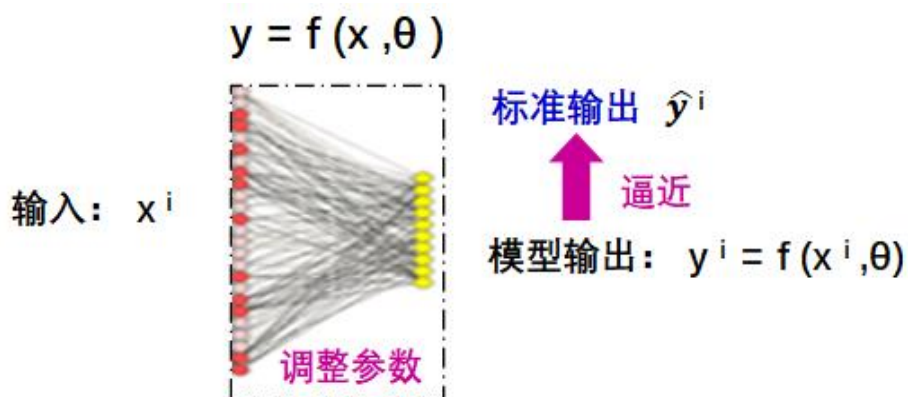 y = f (x ,θ )
标准输出 ŷ i
逼近
输入: x i
模型输出: y i = f (x i ,θ)
调整参数